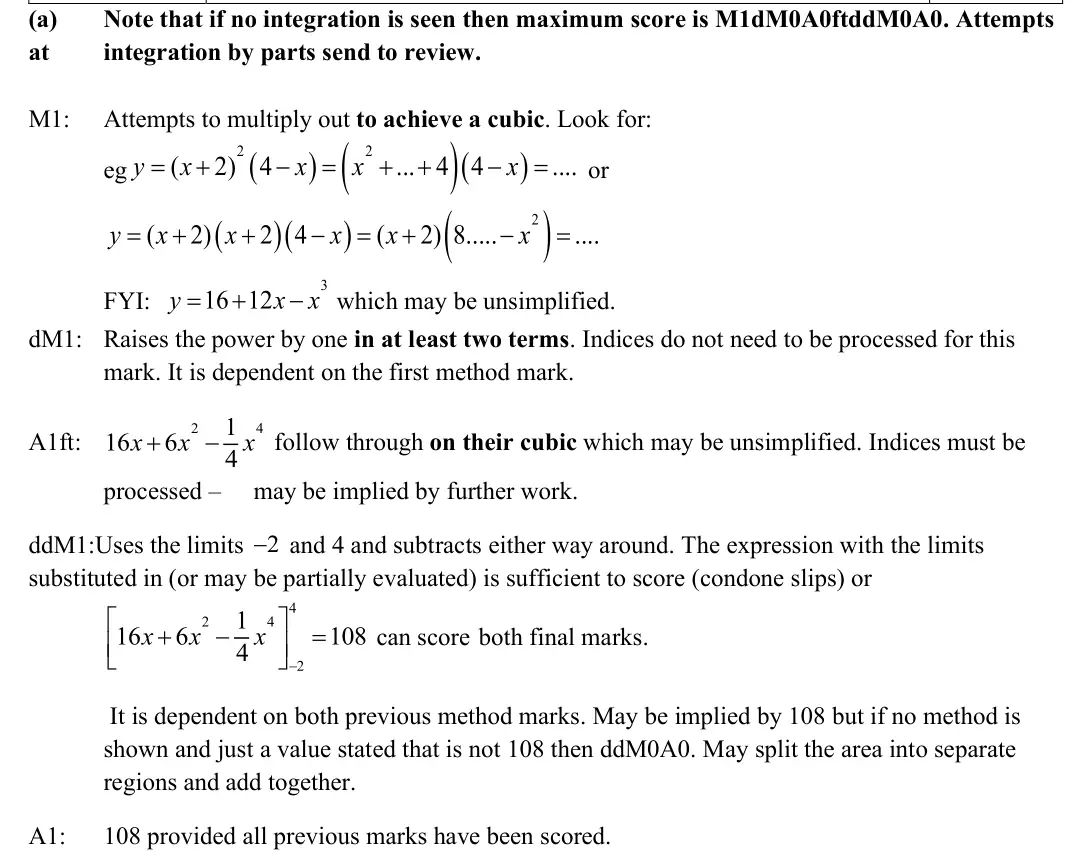 (a) Note that if no integration is seen then maximum score is M1dM0A0ftddM0A0. Attempts
at integration by parts send to review.
M1: Attempts to multiply out to achieve a cubic. Look for:
eg y = (x+2)²(4−x) = (x²+...+4)(4−x) = .... or
y = (x+2)(x+2)(4−x) = (x+2)(8.....−x²) = ....
FYI: y = 16+12x−x³ which may be unsimplified.
dM1: Raises the power by one in at least two terms. Indices do not need to be processed for this
mark. It is dependent on the first method mark.
A1ft: 16x+6x²−1/4x⁴ follow through on their cubic which may be unsimplified. Indices must be
processed – may be implied by further work.
ddM1:Uses the limits −2 and 4 and subtracts either way around. The expression with the limits
substituted in (or may be partially evaluated) is sufficient to score (condone slips) or
[16x+6x²−1/4x⁴]⁴₋₂ = 108 can score both final marks.
It is dependent on both previous method marks. May be implied by 108 but if no method is
shown and just a value stated that is not 108 then ddM0A0. May split the area into separate
regions and add together.
A1: 108 provided all previous marks have been scored.